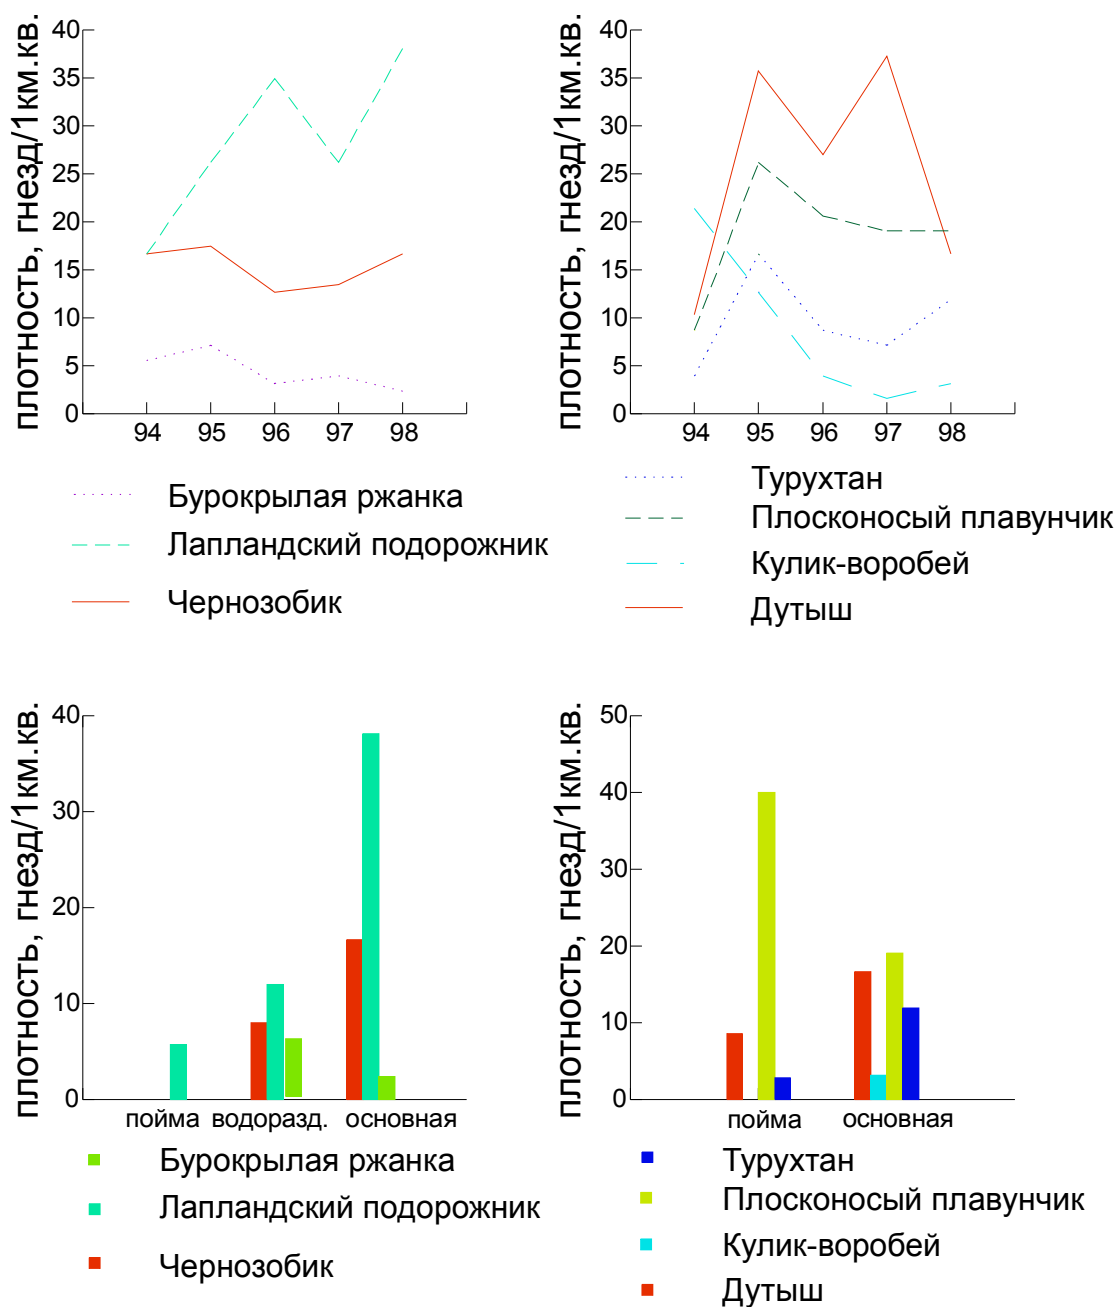 плотность, гнезд/1км.кв.
40
35
30
25
20
15
10
5
0
94 95 96 97 98
Бурокрылая ржанка
Лапландский подорожник
Чернозобик
плотность, гнезд/1км.кв.
40
35
30
25
20
15
10
5
0
94 95 96 97 98
Турухтан
Плосконосый плавунчик
Кулик-воробей
Дутыш
плотность, гнезд/1км.кв.
40
30
20
10
0
пойма водоразд. основная
Бурокрылая ржанка
Лапландский подорожник
Чернозобик
плотность, гнезд/1км.кв.
50
40
30
20
10
0
пойма основная
Турухтан
Плосконосый плавунчик
Кулик-воробей
Дутыш